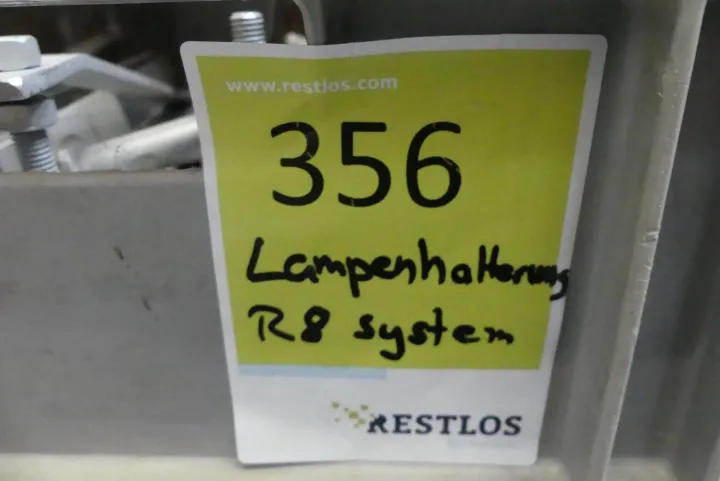 www.restlos.com
356
Lampenhalterung
R8 system
RESTLOS